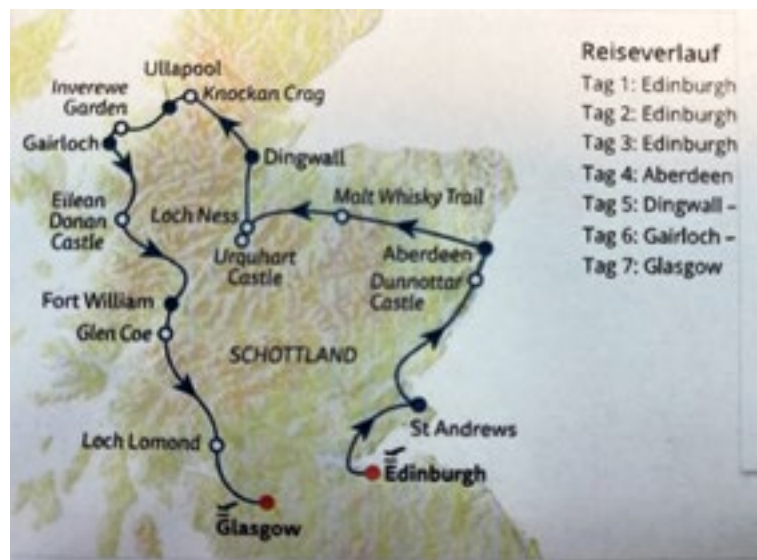 Reiseverlauf
Tag 1: Edinburgh
Tag 2: Edinburgh
Tag 3: Edinburgh
Tag 4: Aberdeen
Tag 5: Dingwall –
Tag 6: Gairloch –
Tag 7: Glasgow
Ullapool
Knockan Crag
Inverewe
Garden
Gairloch
Dingwall
Eilean
Donan
Castle
Loch Ness
Malt Whisky Trail
Urquhart
Castle
Aberdeen
Dunnottar
Castle
Fort William
Glen Coe
SCHOTTLAND
St Andrews
Loch Lomond
Edinburgh
Glasgow